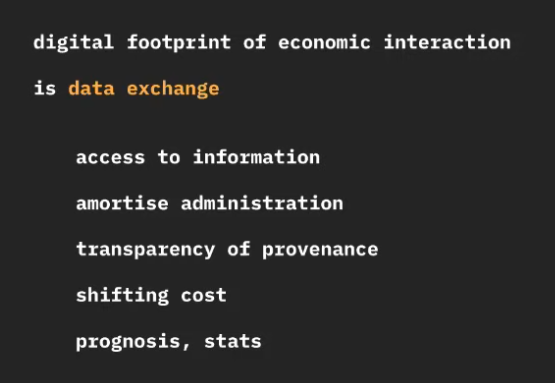 digital footprint of economic interaction
is data exchange
access to information
amortise administration
transparency of provenance
shifting cost
prognosis, stats